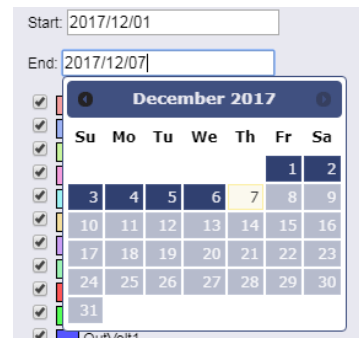 Start: 2017/12/01
End: 2017/12/07
December 2017
Su Mo Tu We Th Fr Sa
1 2
3 4 5 6 7 8 9
10 11 12 13 14 15 16
17 18 19 20 21 22 23
24 25 26 27 28 29 30
31